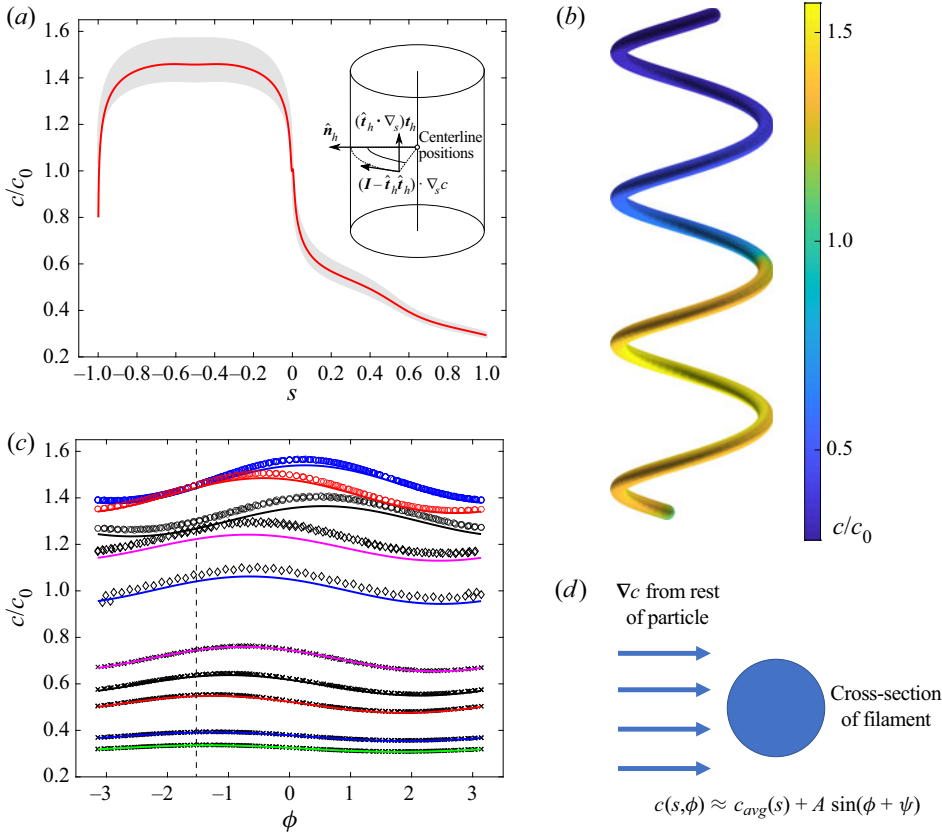 (a)
1.6
1.4
1.2
1.0
0.8
0.6
0.4
0.2
c/c₀
−1.0 −0.8 −0.6 −0.4 −0.2 0 0.2 0.4 0.6 0.8 1.0
s
(t̂ₕ · ∇ₛ)tₕ
n̂ₕ
Centerline
positions
(I − t̂ₕt̂ₕ) · ∇ₛc
(b)
1.5
1.0
0.5
c/c₀
(c)
1.6
1.4
1.2
1.0
0.8
0.6
0.4
0.2
c/c₀
−3 −2 −1 0 1 2 3
ϕ
(d)
∇c from rest
of particle
Cross-section
of filament
c(s,ϕ) ≈ c_avg(s) + A sin(ϕ + ψ)